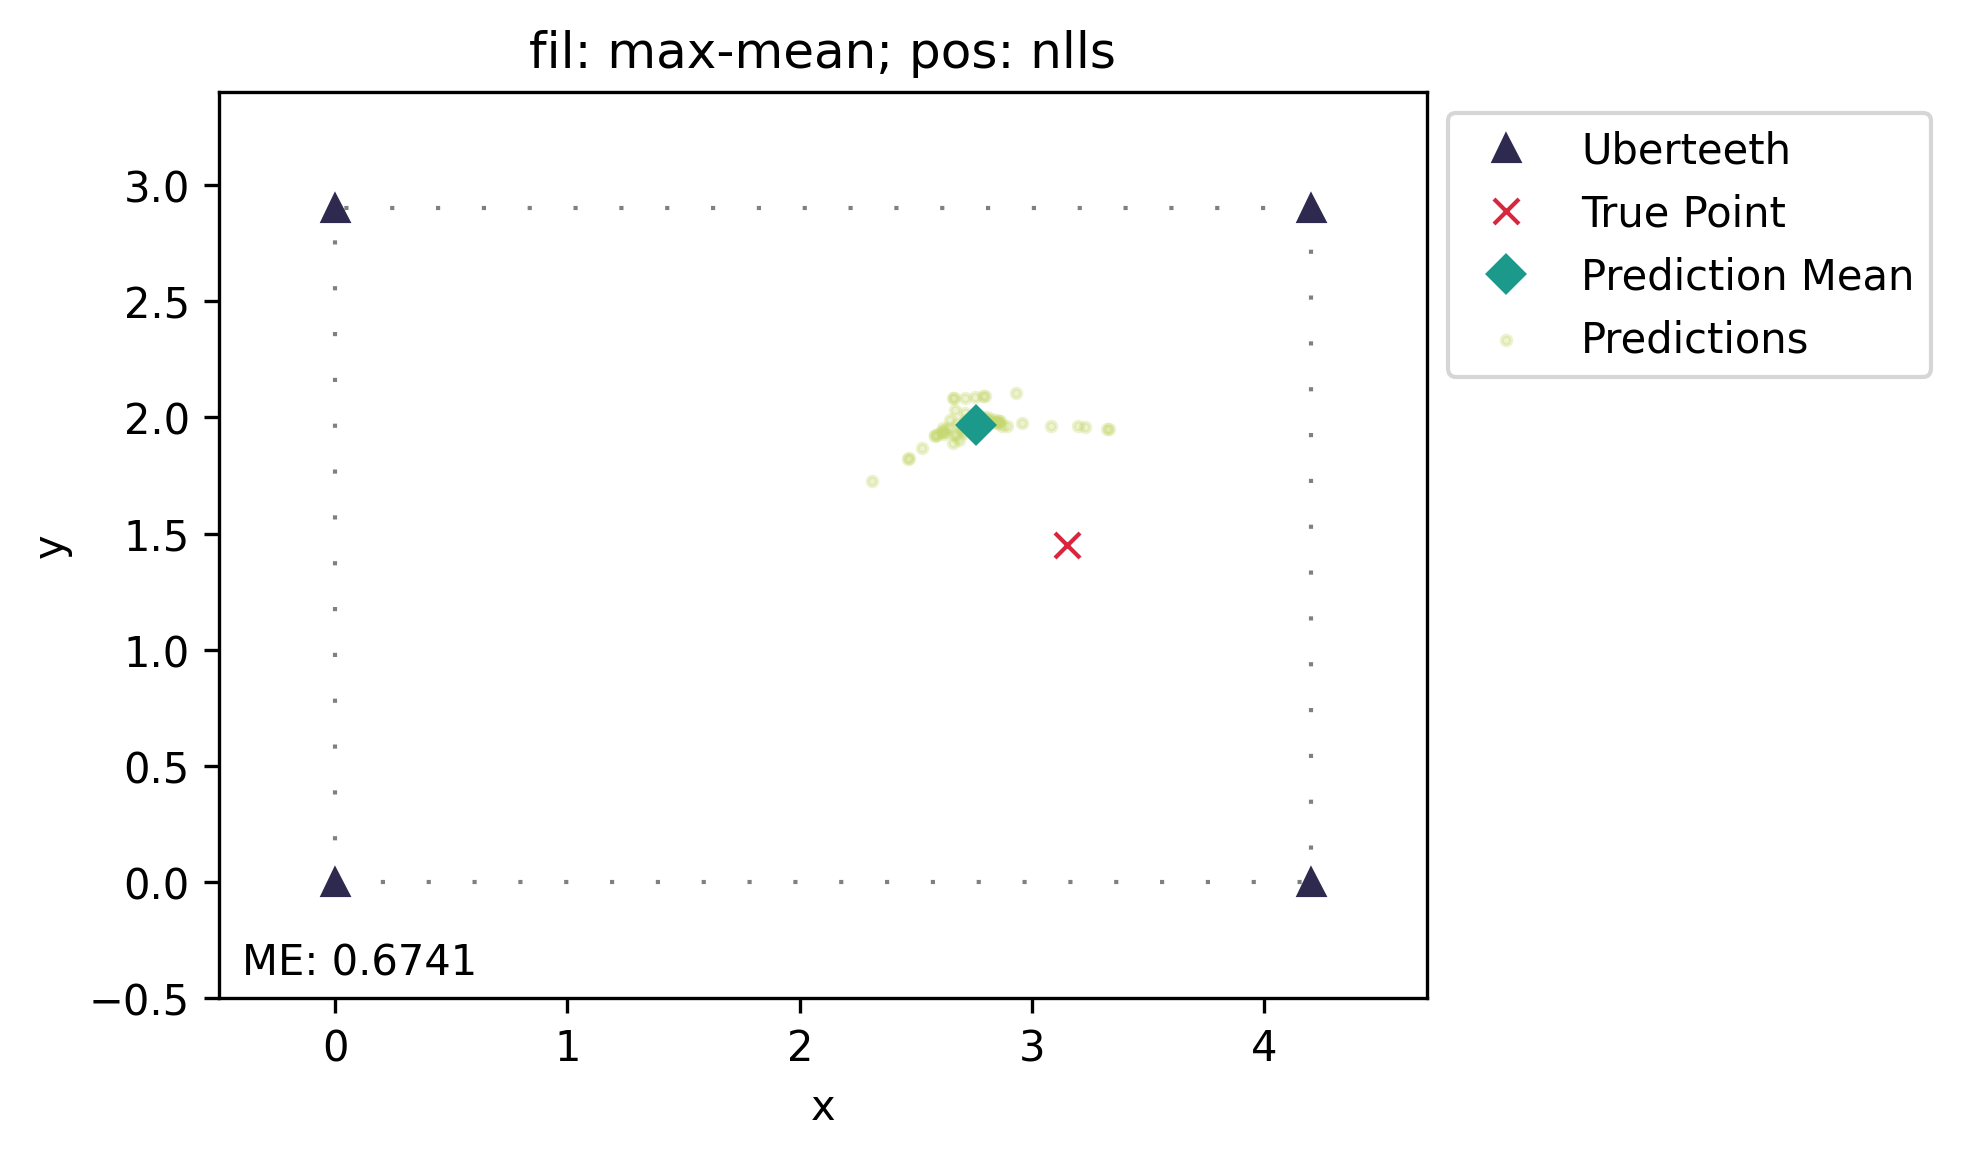 fil: max-mean; pos: nlls
Uberteeth
True Point
Prediction Mean
Predictions
3.0
2.5
2.0
1.5
1.0
0.5
0.0
−0.5
y
ME: 0.6741
0 1 2 3 4
x